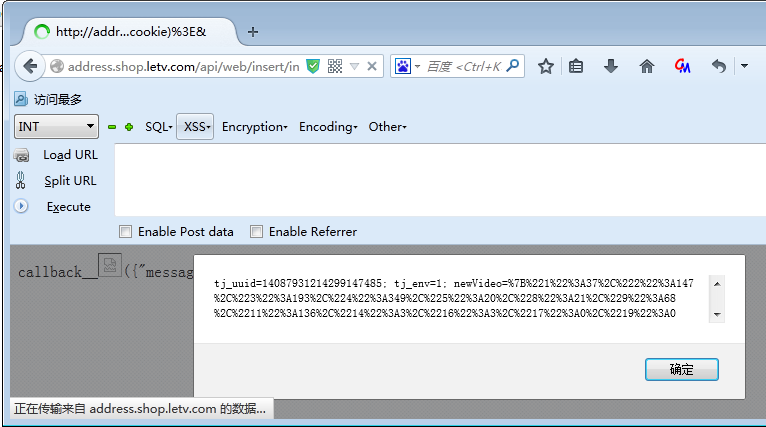 http://addr...cookie)%3E&
address.shop.letv.com/api/web/insert/in
百度 <Ctrl+K
访问最多
INT
SQL
XSS
Encryption
Encoding
Other
Load URL
Split URL
Execute
Enable Post data
Enable Referrer
callback__ ({"messag
tj_uuid=14087931214299147485; tj_env=1; newVideo=%7B%221%22%3A37%2C%222%22%3A147
%2C%223%22%3A193%2C%224%22%3A349%2C%225%22%3A20%2C%228%22%3A21%2C%229%22%3A68
%2C%2211%22%3A136%2C%2214%22%3A3%2C%2216%22%3A3%2C%2217%22%3A0%2C%2219%22%3A0
确定
正在传输来自 address.shop.letv.com 的数据...